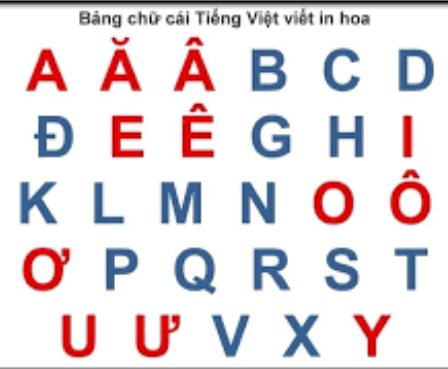 Bảng chữ cái Tiếng Việt viết in hoa
A Ă Â B C D
Đ E Ê G H I
K L M N O Ô
Ơ P Q R S T
U Ư V X Y